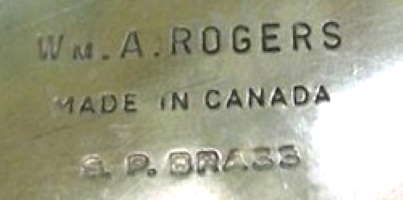 Wm. A. ROGERS
MADE IN CANADA
S. P. BRASS